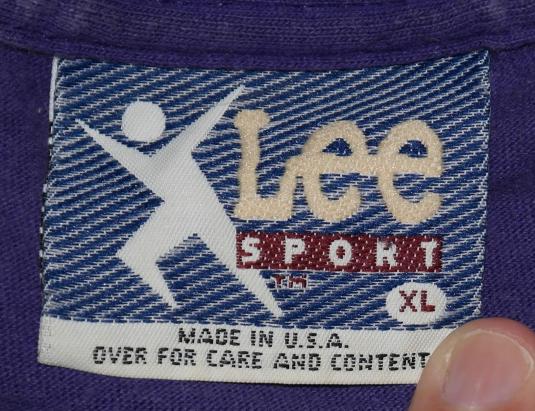 Lee
SPORT
TM
XL
MADE IN U.S.A.
OVER FOR CARE AND CONTENT